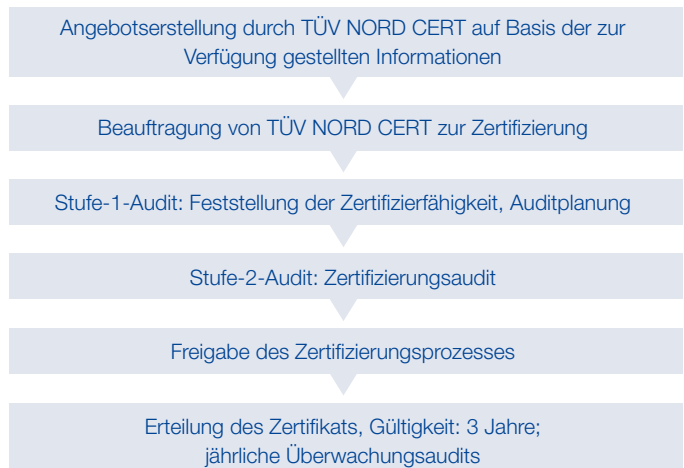 Angebotserstellung durch TÜV NORD CERT auf Basis der zur
Verfügung gestellten Informationen
Beauftragung von TÜV NORD CERT zur Zertifizierung
Stufe-1-Audit: Feststellung der Zertifizierfähigkeit, Auditplanung
Stufe-2-Audit: Zertifizierungsaudit
Freigabe des Zertifizierungsprozesses
Erteilung des Zertifikats, Gültigkeit: 3 Jahre;
jährliche Überwachungsaudits